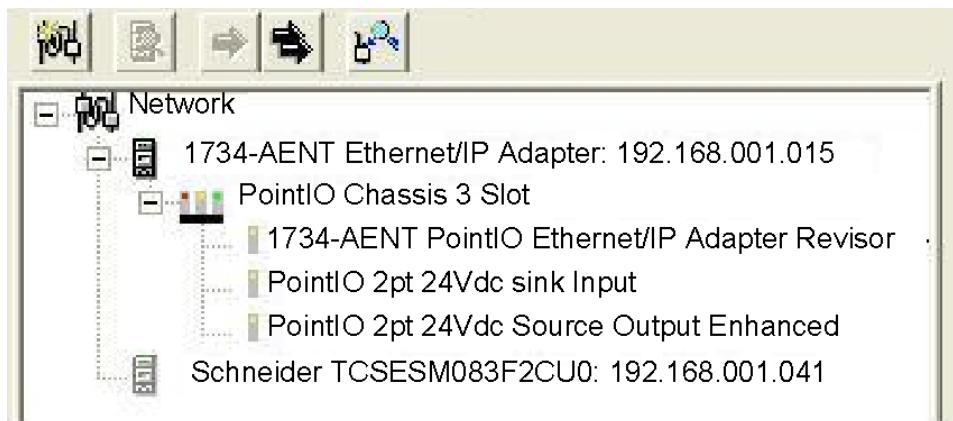 Network
1734-AENT Ethernet/IP Adapter: 192.168.001.015
PointIO Chassis 3 Slot
1734-AENT PointIO Ethernet/IP Adapter Revisor
PointIO 2pt 24Vdc sink Input
PointIO 2pt 24Vdc Source Output Enhanced
Schneider TCSESM083F2CU0: 192.168.001.041